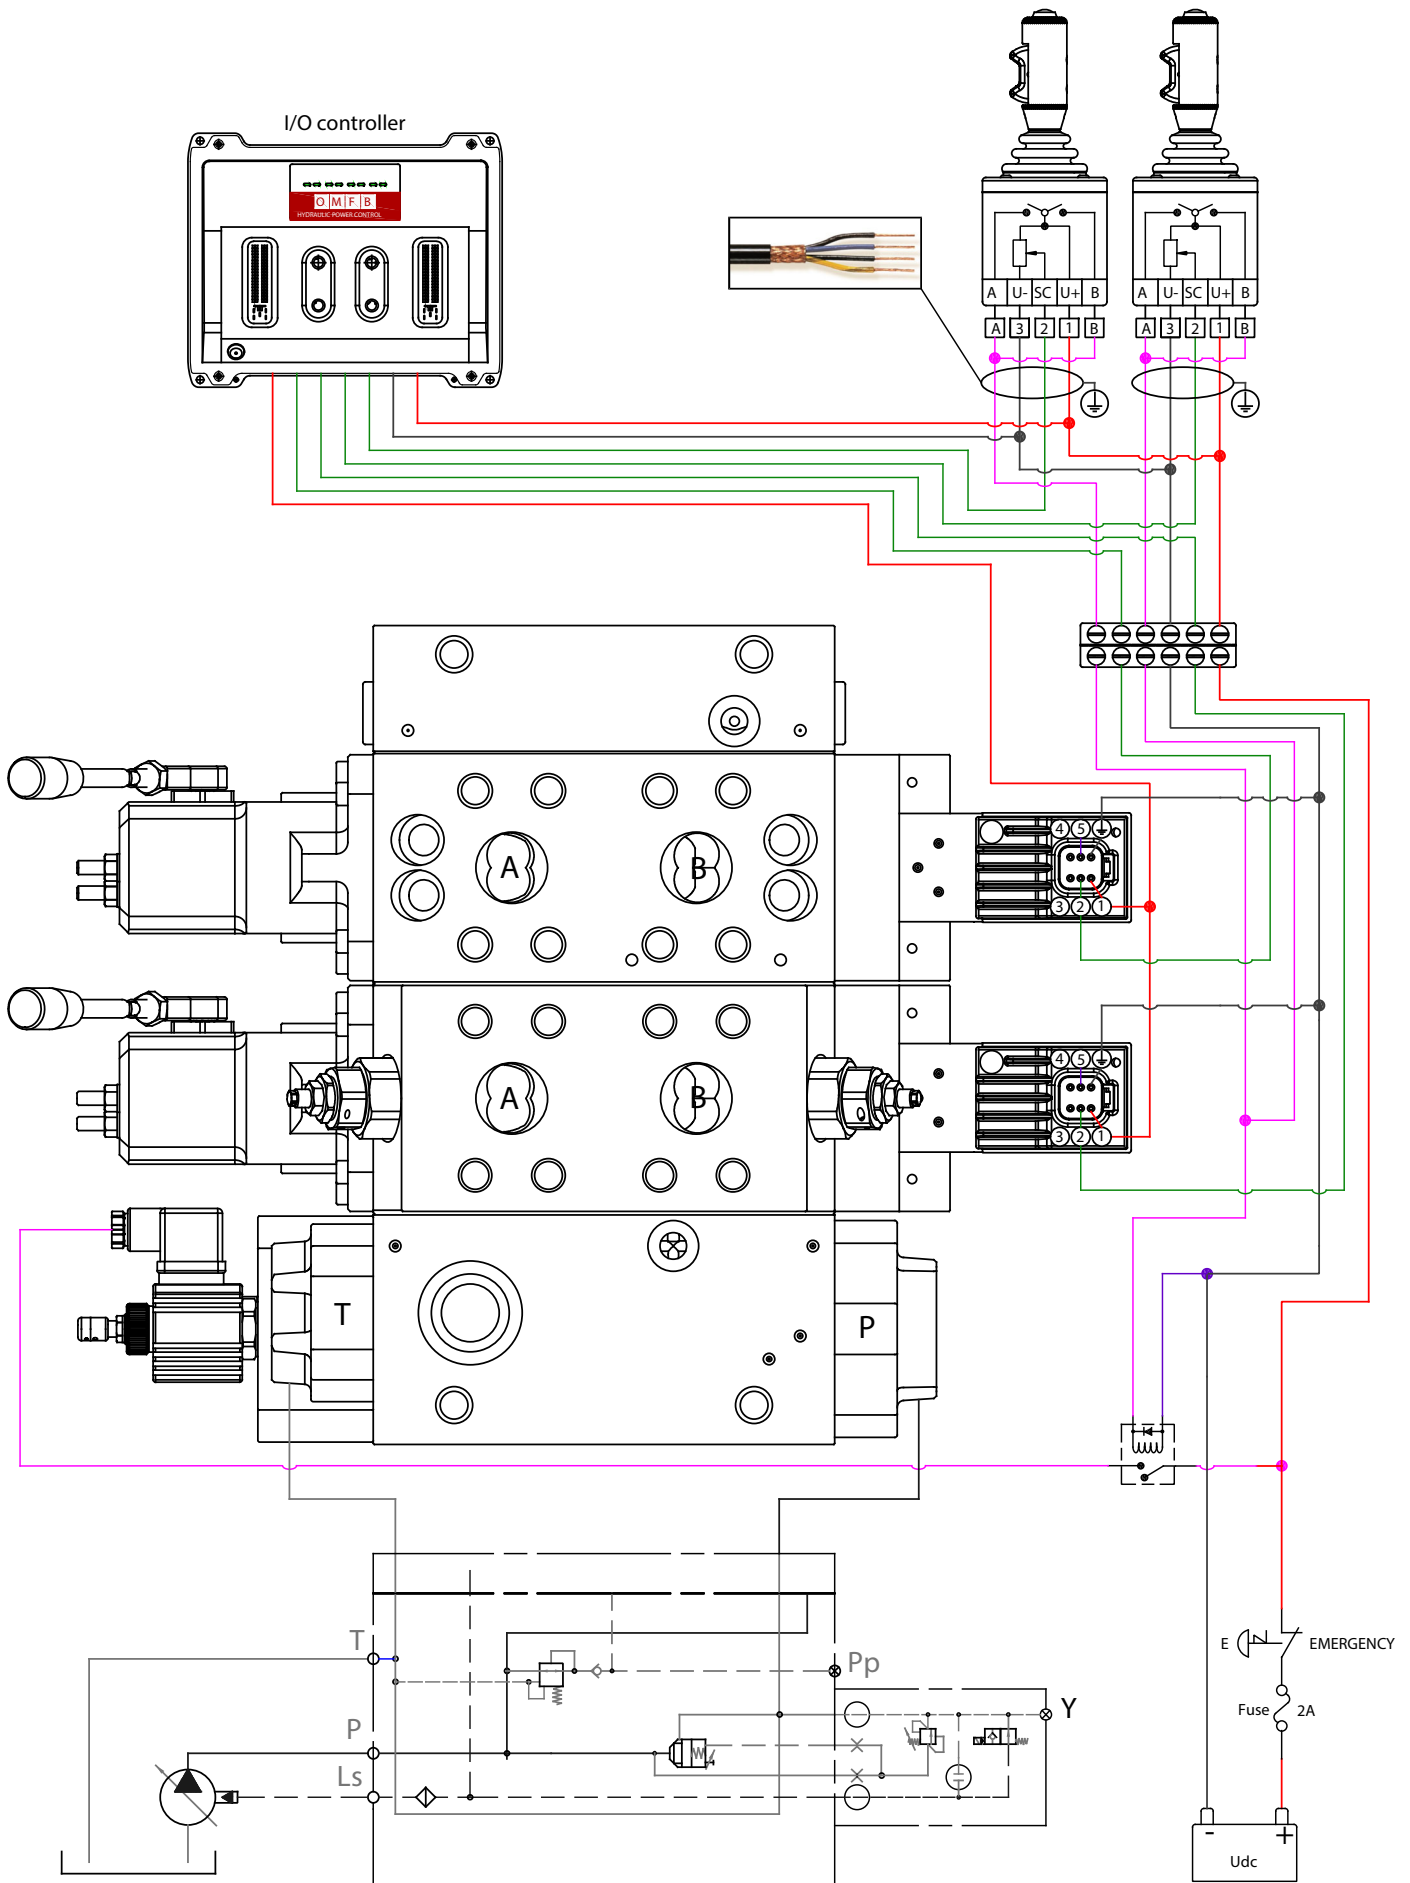 I/O controller
O M F B
HYDRAULIC-POWER CONTROL
A U- SC U+ B
A 3 2 1 B
A U- SC U+ B
A 3 2 1 B
A B
4 5
3 2 1
A B
4 5
3 2 1
T P
T
P
Ls
Pp
Y
E EMERGENCY
Fuse 2A
- +
Udc